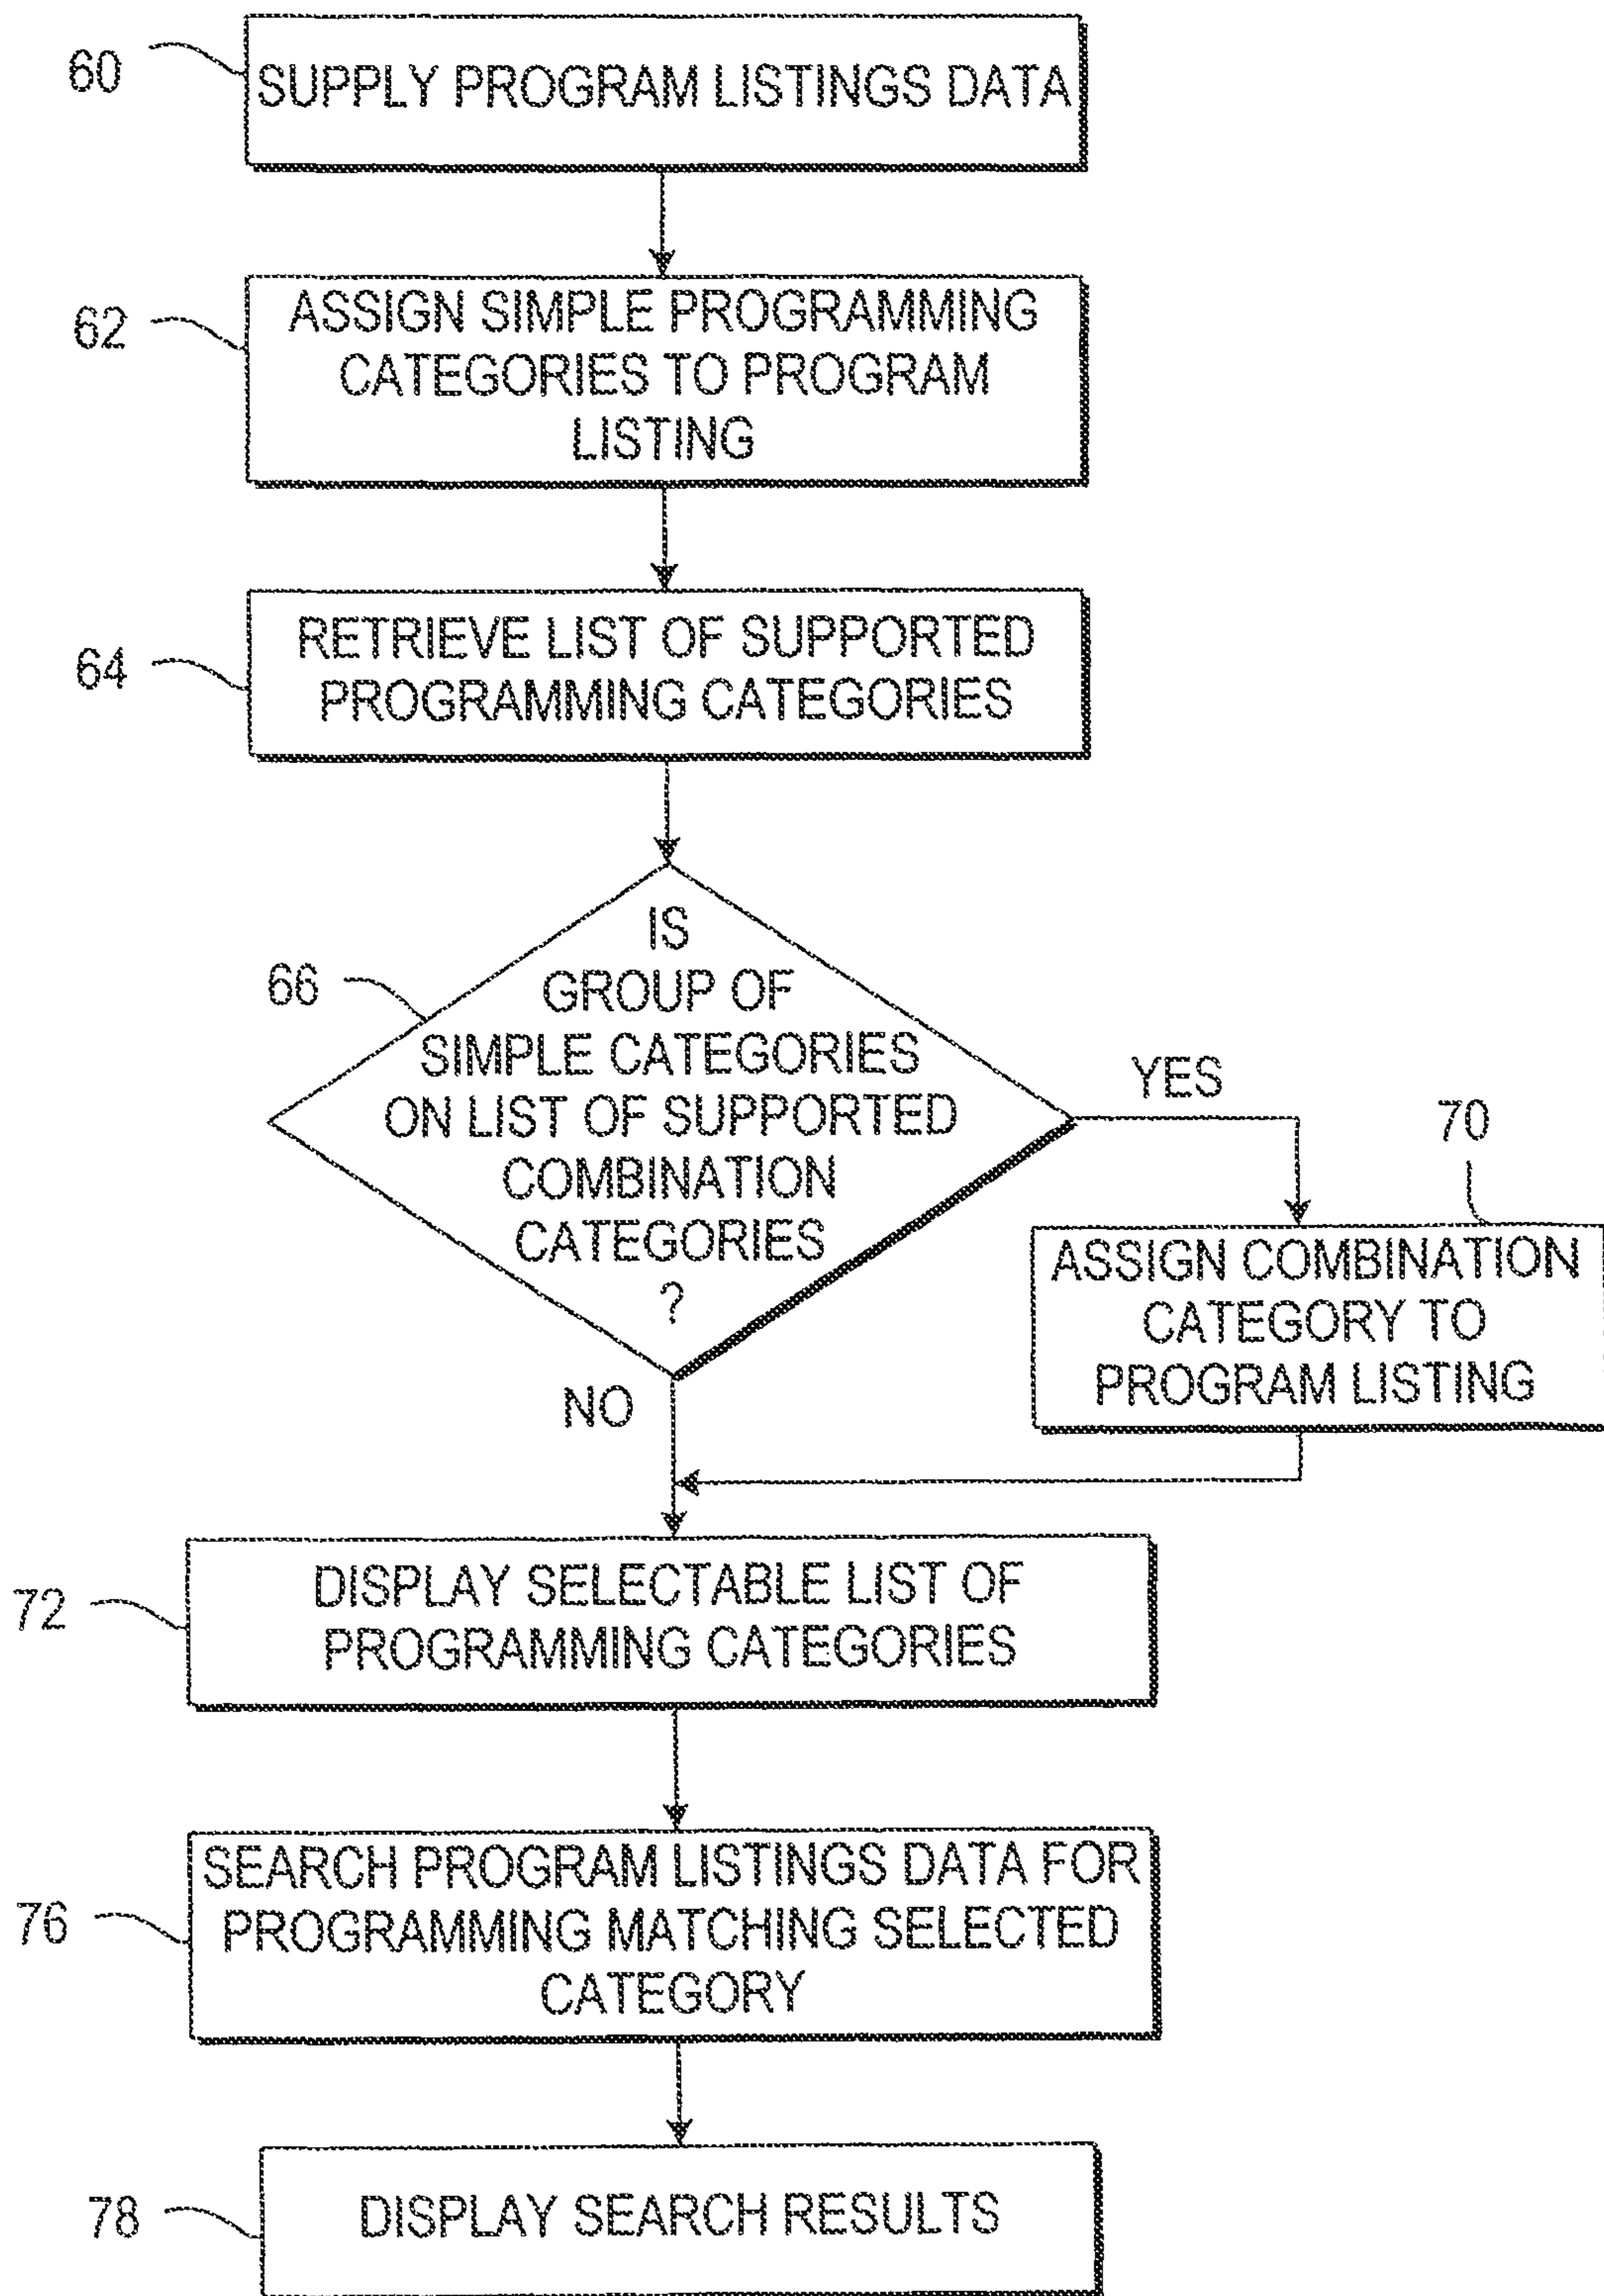 60
SUPPLY PROGRAM LISTINGS DATA
62
ASSIGN SIMPLE PROGRAMMING
CATEGORIES TO PROGRAM
LISTING
64
RETRIEVE LIST OF SUPPORTED
PROGRAMMING CATEGORIES
66
IS
GROUP OF
SIMPLE CATEGORIES
ON LIST OF SUPPORTED
COMBINATION
CATEGORIES
?
YES
70
ASSIGN COMBINATION
CATEGORY TO
PROGRAM LISTING
NO
72
DISPLAY SELECTABLE LIST OF
PROGRAMMING CATEGORIES
76
SEARCH PROGRAM LISTINGS DATA FOR
PROGRAMMING MATCHING SELECTED
CATEGORY
78
DISPLAY SEARCH RESULTS